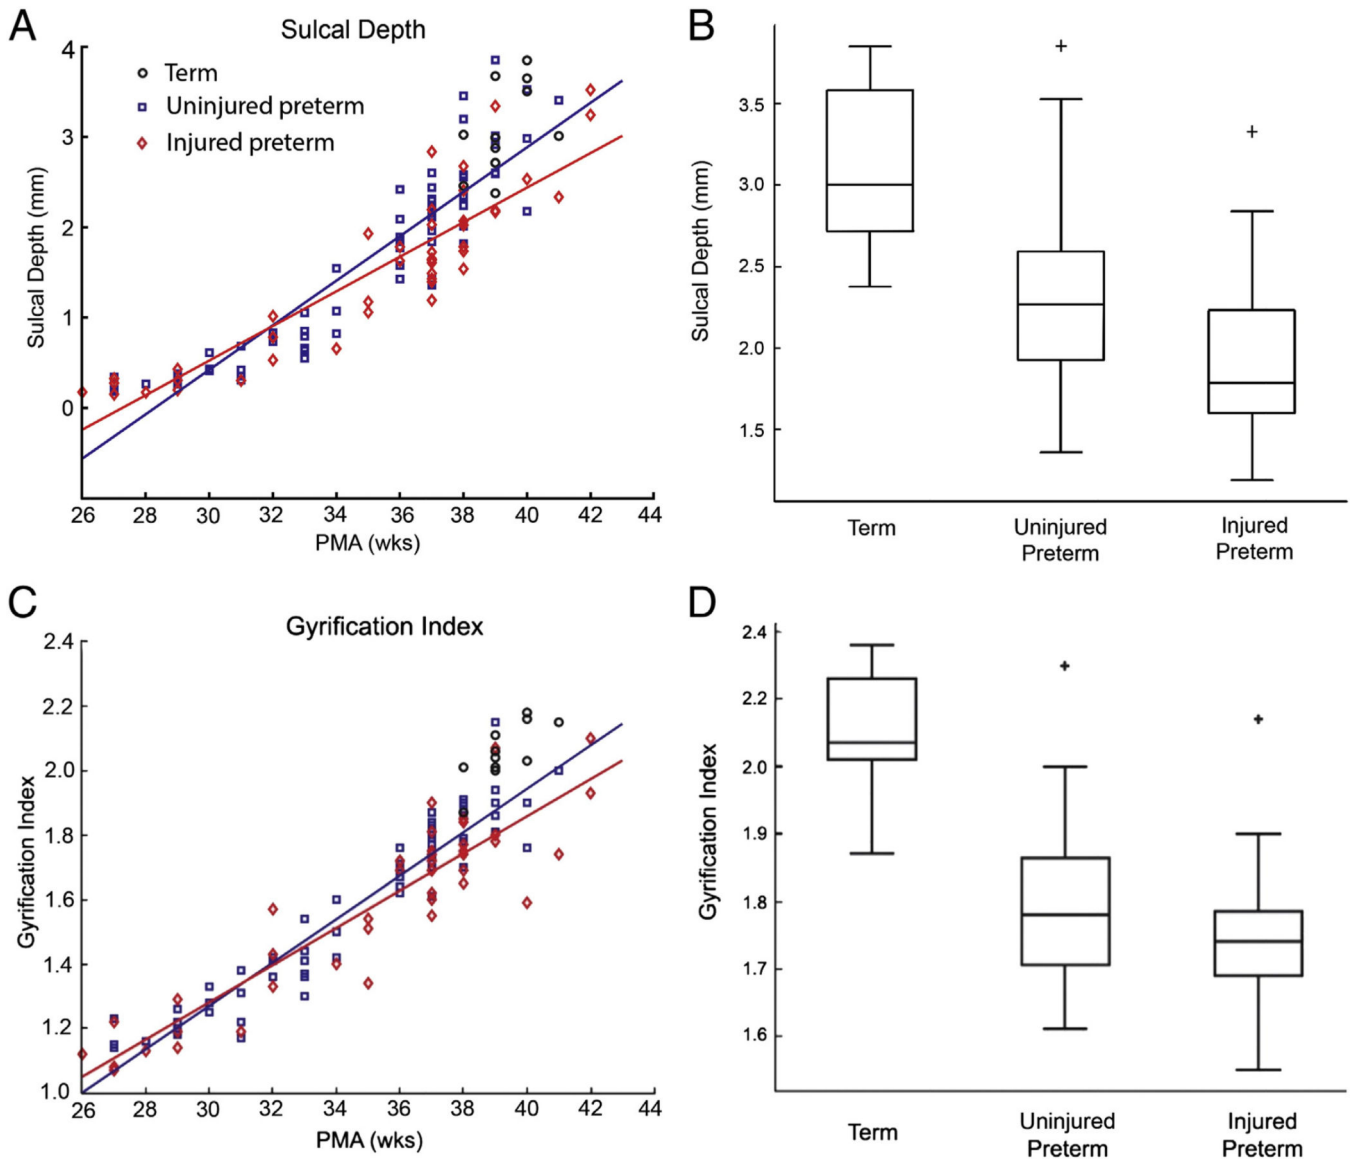 A
Sulcal Depth
4
3
2
1
0
Sulcal Depth (mm)
Term
Uninjured preterm
Injured preterm
26 28 30 32 34 36 38 40 42 44
PMA (wks)
B
3.5
3.0
2.5
2.0
1.5
Sulcal Depth (mm)
Term
Uninjured
Preterm
Injured
Preterm
C
Gyrification Index
2.4
2.2
2.0
1.8
1.6
1.4
1.2
1.0
Gyrification Index
26 28 30 32 34 36 38 40 42 44
PMA (wks)
D
2.4
2.2
2.0
1.9
1.8
1.7
1.6
Gyrification Index
Term
Uninjured
Preterm
Injured
Preterm